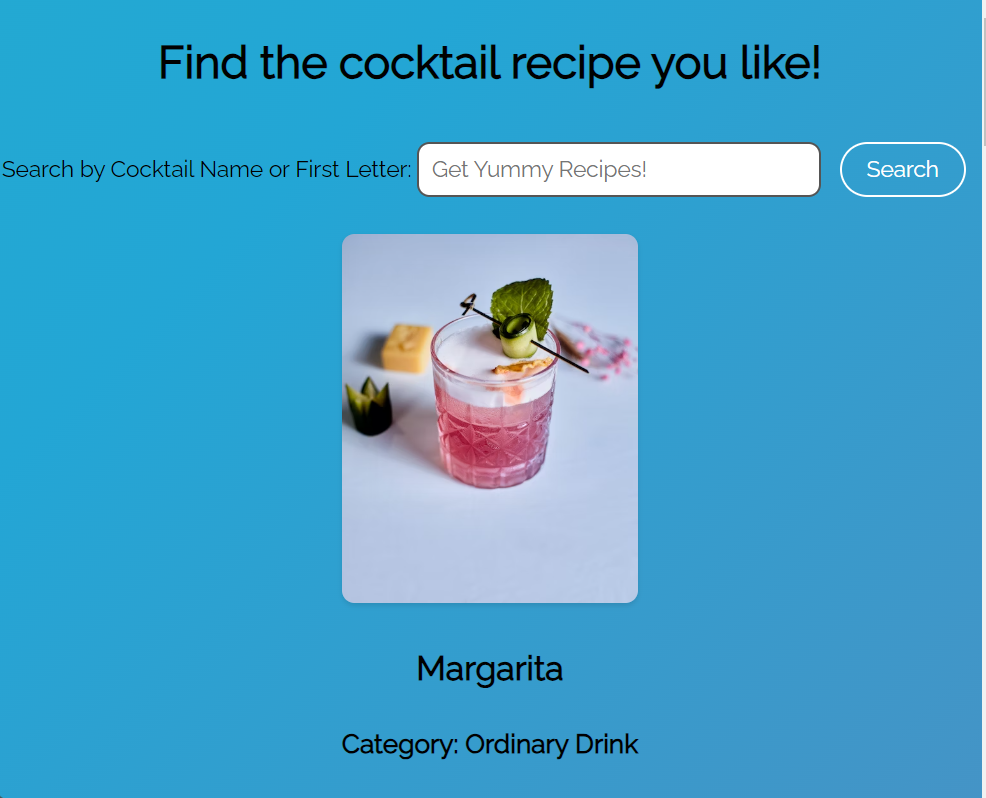 Find the cocktail recipe you like!
Search by Cocktail Name or First Letter: Get Yummy Recipes! Search
Margarita
Category: Ordinary Drink